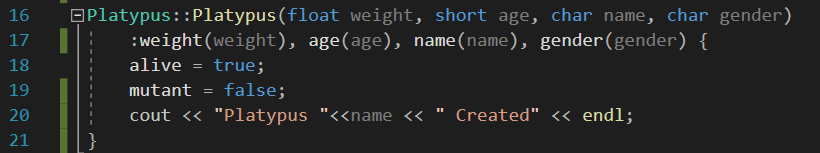 16 Platypus::Platypus(float weight, short age, char name, char gender)
17 :weight(weight), age(age), name(name), gender(gender) {
18 alive = true;
19 mutant = false;
20 cout << "Platypus "<<name << " Created" << endl;
21 }